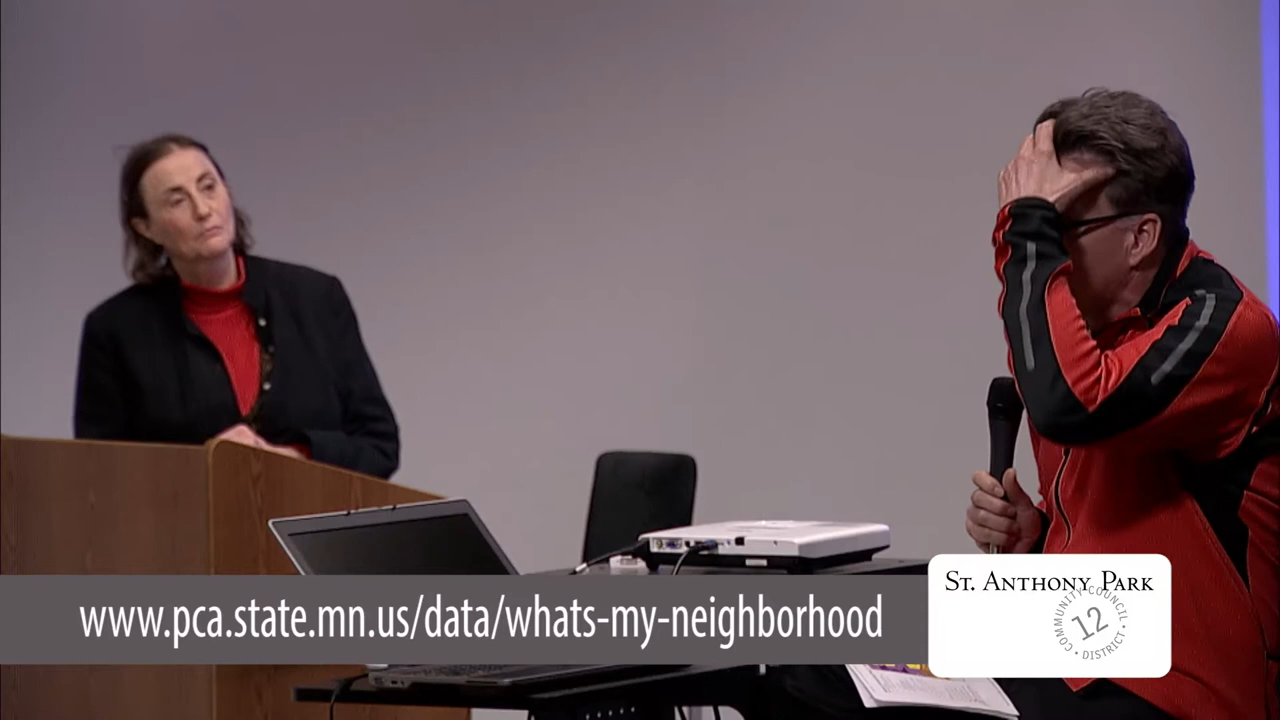 www.pca.state.mn.us/data/whats-my-neighborhood
ST. ANTHONY PARK
COMMUNITY COUNCIL
12
• DISTRICT •